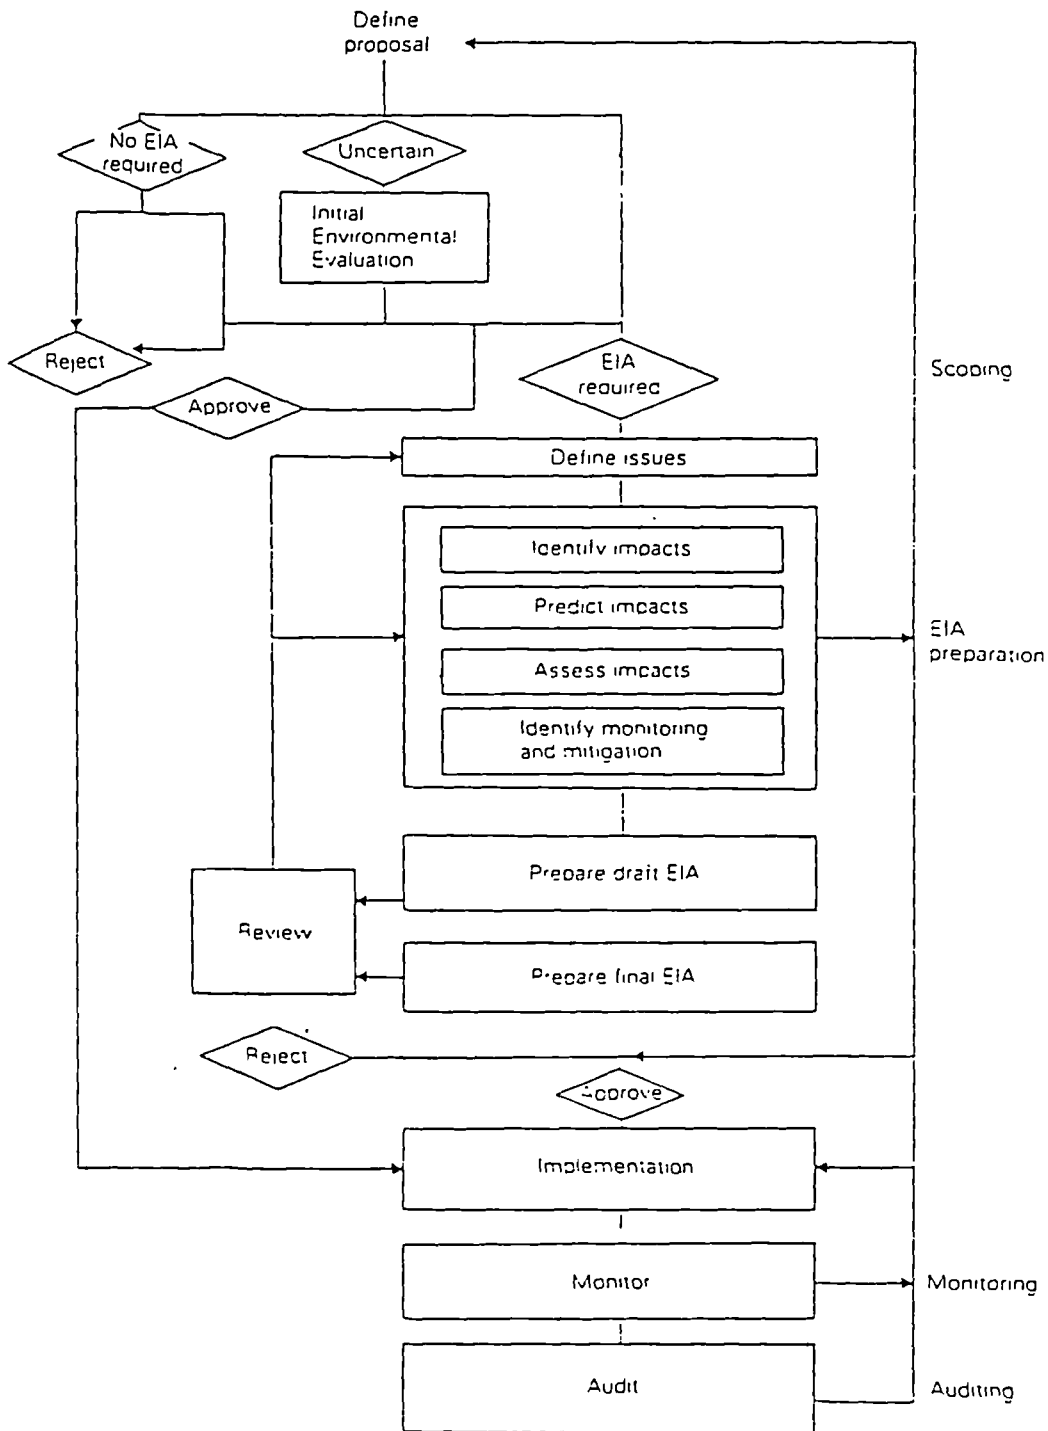 Define
proposal
No EIA
required
Uncertain
Initial
Environmental
Evaluation
Reject
Approve
EIA
required
Scoping
Define issues
Identify impacts
Predict impacts
EIA
preparation
Assess impacts
Identify monitoring
and mitigation
Prepare draft EIA
Review
Prepare final EIA
Reject
Approve
Implementation
Monitor
Monitoring
Audit
Auditing